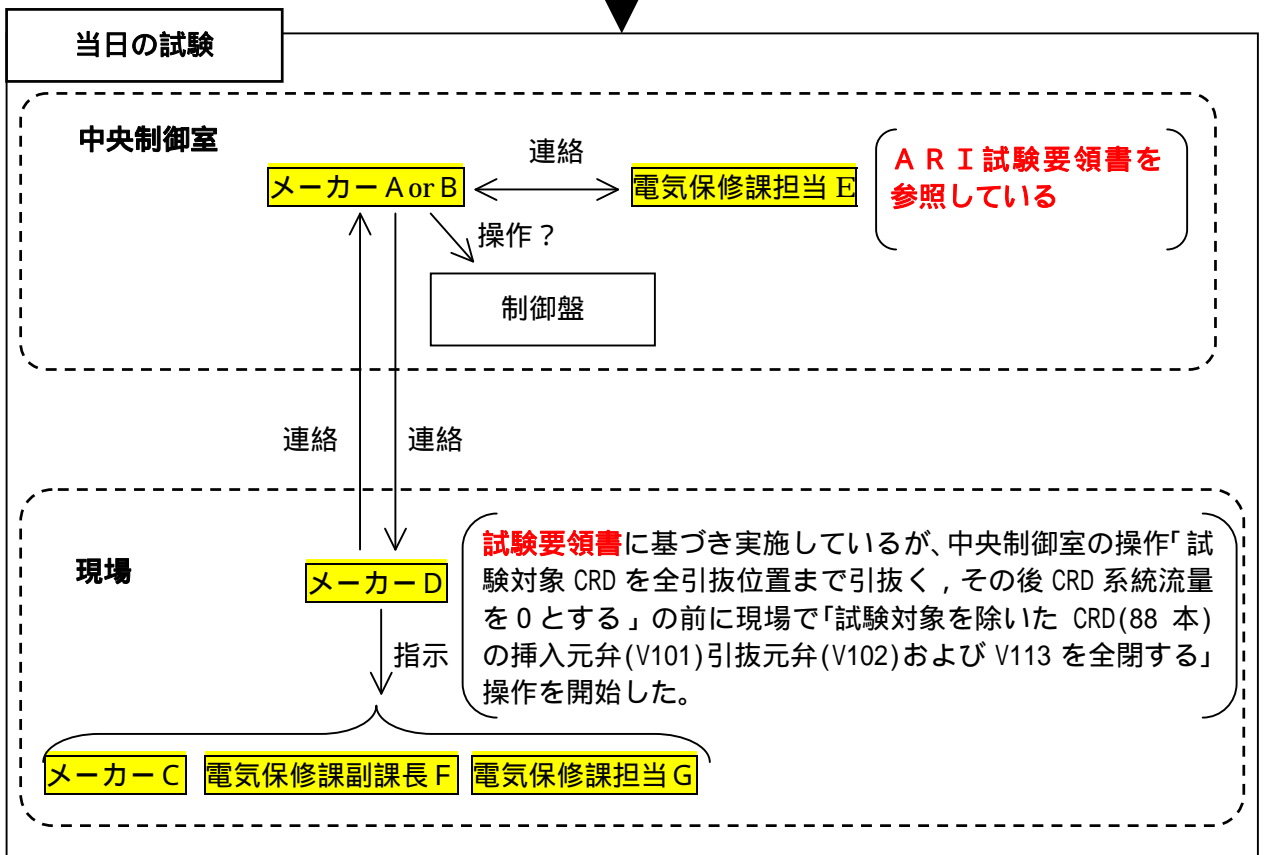 当日の試験
中央制御室
連絡
メーカーAorB
電気保修課担当E
ARI試験要領書を
参照している
操作？
制御盤
連絡
連絡
現場
メーカーD
試験要領書に基づき実施しているが、中央制御室の操作「試
験対象 CRD を全引抜位置まで引抜く，その後 CRD 系統流量
を０とする」の前に現場で「試験対象を除いた CRD(88 本)
の挿入元弁(V101)引抜元弁(V102)および V113 を全閉する」
操作を開始した。
指示
メーカーC
電気保修課副課長F
電気保修課担当G